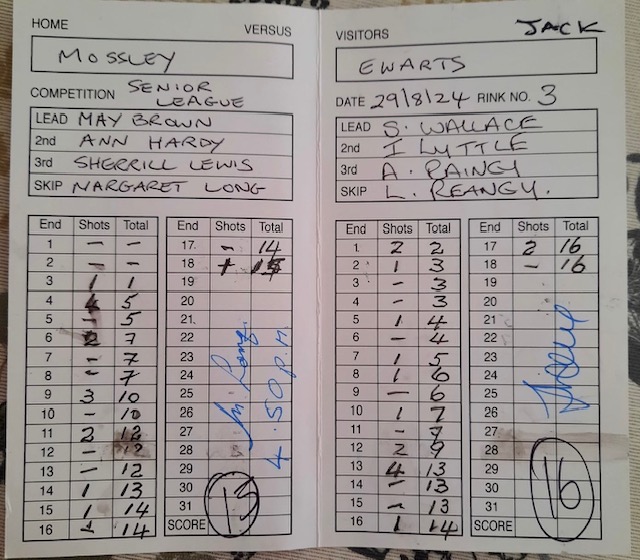 HOME VERSUS
MOSSLEY
COMPETITION SENIOR LEAGUE
LEAD MAY BROWN
2nd ANN HARDY
3rd SHERRILL LEWIS
SKIP MARGARET LONG
End Shots Total
1 – –
2 – –
3 1 1
4 4 5
5 – 5
6 2 7
7 – 7
8 – 7
9 3 10
10 – 10
11 2 12
12 – 12
13 – 12
14 1 13
15 1 14
16 – 14
End Shots Total
17 – 14
18 1 15
19
20
21
22
23
24
25
26
27
28
29
30
31
SCORE 15
M. Long
4.50 P.M.
JACK
VISITORS
EWARTS
DATE 29/8/24 RINK NO. 3
LEAD S. WALLACE
2nd I LYTTLE
3rd A.
SKIP L.
End Shots Total
1 2 2
2 1 3
3 – 3
4 – 3
5 1 4
6 – 4
7 1 5
8 1 6
9 – 6
10 1 7
11 – 7
12 2 9
13 4 13
14 – 13
15 – 13
16 1 14
End Shots Total
17 2 16
18 – 16
19
20
21
22
23
24
25
26
27
28
29
30
31
SCORE 16